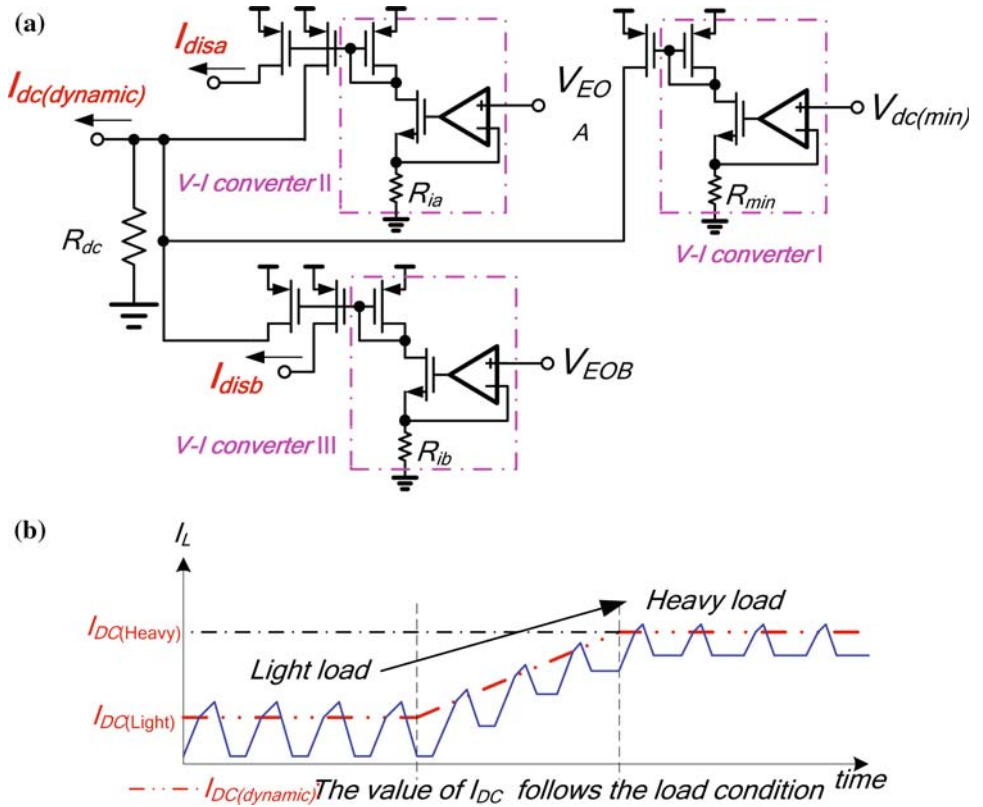 (a)
I_disa
I_dc(dynamic)
V_EO
A
V_dc(min)
V-I converter II
R_ia
R_min
R_dc
V-I converter I
I_disb
V_EOB
V-I converter III
R_ib
+
-
+
-
+
-
(b)
I_L
I_DC(Heavy)
Heavy load
Light load
I_DC(Light)
time
I_DC(dynamic) The value of I_DC follows the load condition